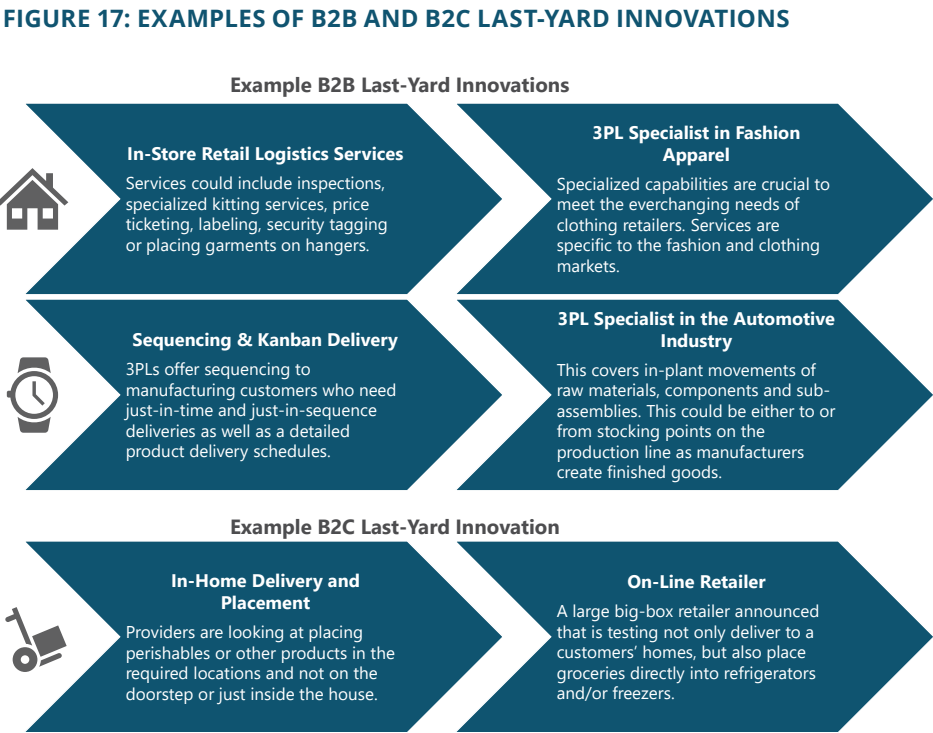 FIGURE 17: EXAMPLES OF B2B AND B2C LAST-YARD INNOVATIONS
Example B2B Last-Yard Innovations
In-Store Retail Logistics Services
Services could include inspections,
specialized kitting services, price
ticketing, labeling, security tagging
or placing garments on hangers.
3PL Specialist in Fashion
Apparel
Specialized capabilities are crucial to
meet the everchanging needs of
clothing retailers. Services are
specific to the fashion and clothing
markets.
Sequencing & Kanban Delivery
3PLs offer sequencing to
manufacturing customers who need
just-in-time and just-in-sequence
deliveries as well as a detailed
product delivery schedules.
3PL Specialist in the Automotive
Industry
This covers in-plant movements of
raw materials, components and sub-
assemblies. This could be either to or
from stocking points on the
production line as manufacturers
create finished goods.
Example B2C Last-Yard Innovation
In-Home Delivery and
Placement
Providers are looking at placing
perishables or other products in the
required locations and not on the
doorstep or just inside the house.
On-Line Retailer
A large big-box retailer announced
that is testing not only deliver to a
customers’ homes, but also place
groceries directly into refrigerators
and/or freezers.